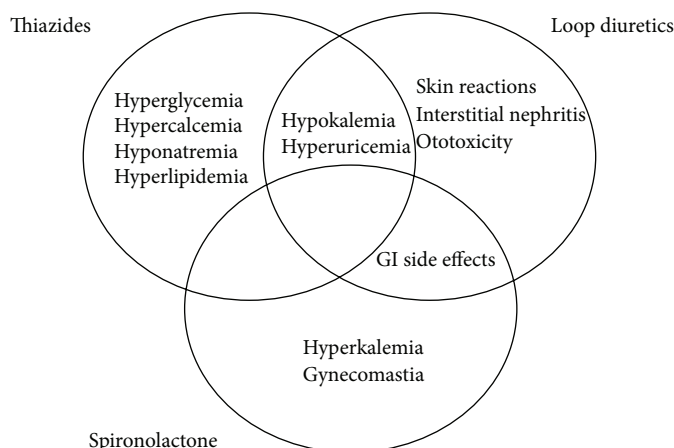 Thiazides
Loop diuretics
Hyperglycemia
Hypercalcemia
Hyponatremia
Hyperlipidemia
Hypokalemia
Hyperuricemia
Skin reactions
Interstitial nephritis
Ototoxicity
GI side effects
Hyperkalemia
Gynecomastia
Spironolactone